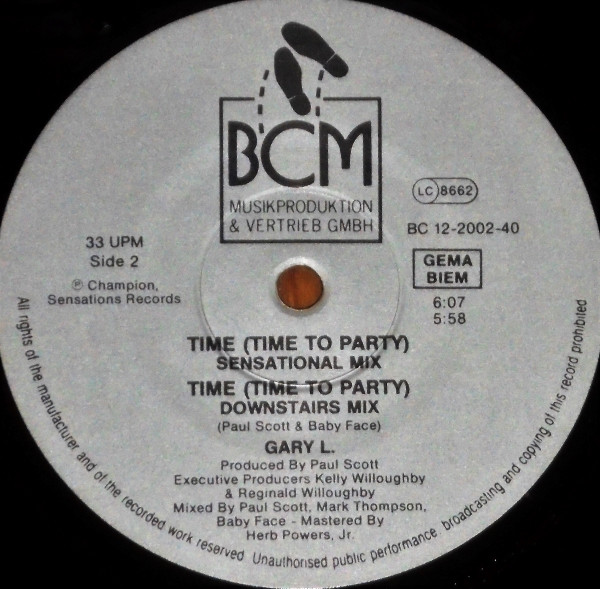 BCM
MUSIKPRODUKTION
& VERTRIEB GMBH
LC 8662
BC 12-2002-40
33 UPM
Side 2
GEMA
BIEM
℗ Champion,
Sensations Records
6:07
5:58
TIME (TIME TO PARTY)
SENSATIONAL MIX
TIME (TIME TO PARTY)
DOWNSTAIRS MIX
(Paul Scott & Baby Face)
GARY L.
Produced By Paul Scott
Executive Producers Kelly Willoughby
& Reginald Willoughby
Mixed By Paul Scott, Mark Thompson,
Baby Face - Mastered By
Herb Powers, Jr.
All rights of the manufacturer and of the recorded work reserved Unauthorised public performance broadcasting and copying of this record prohibited